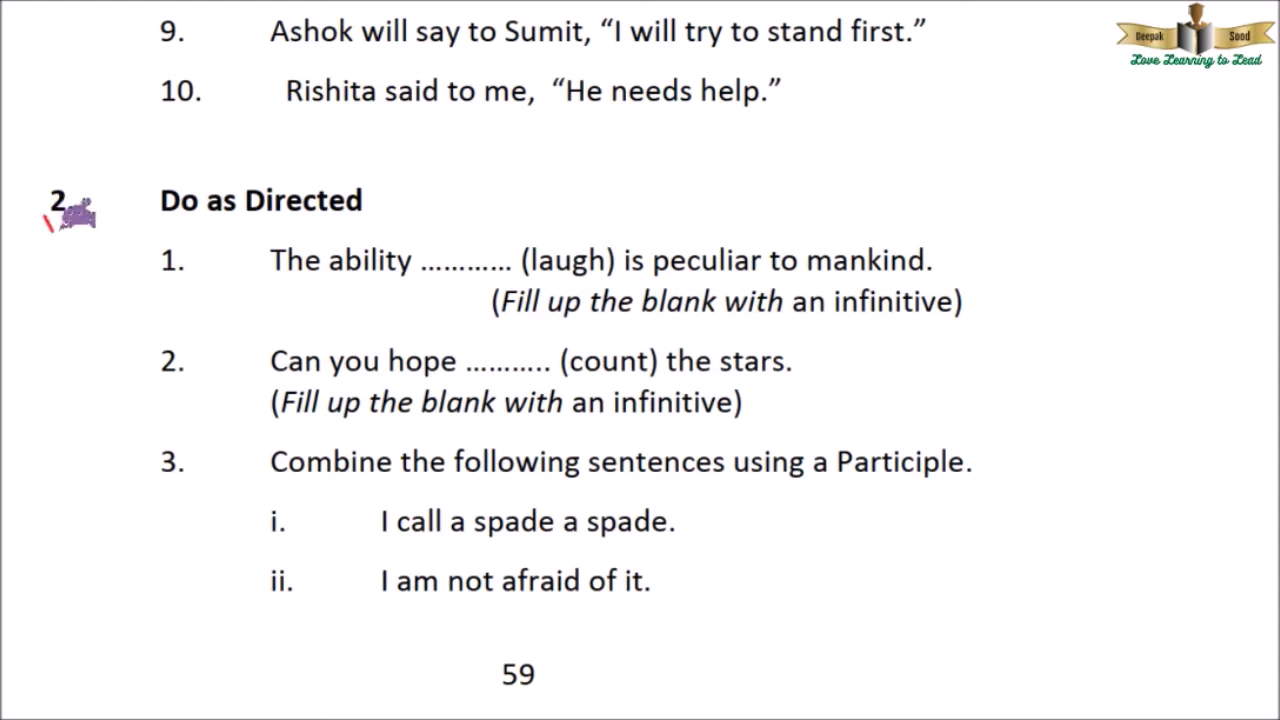 9. Ashok will say to Sumit, “I will try to stand first.”
Deepak Sood
Love Learning to Lead
10. Rishita said to me, “He needs help.”
2. Do as Directed
1. The ability ............ (laugh) is peculiar to mankind.
(Fill up the blank with an infinitive)
2. Can you hope ........... (count) the stars.
(Fill up the blank with an infinitive)
3. Combine the following sentences using a Participle.
i. I call a spade a spade.
ii. I am not afraid of it.
59